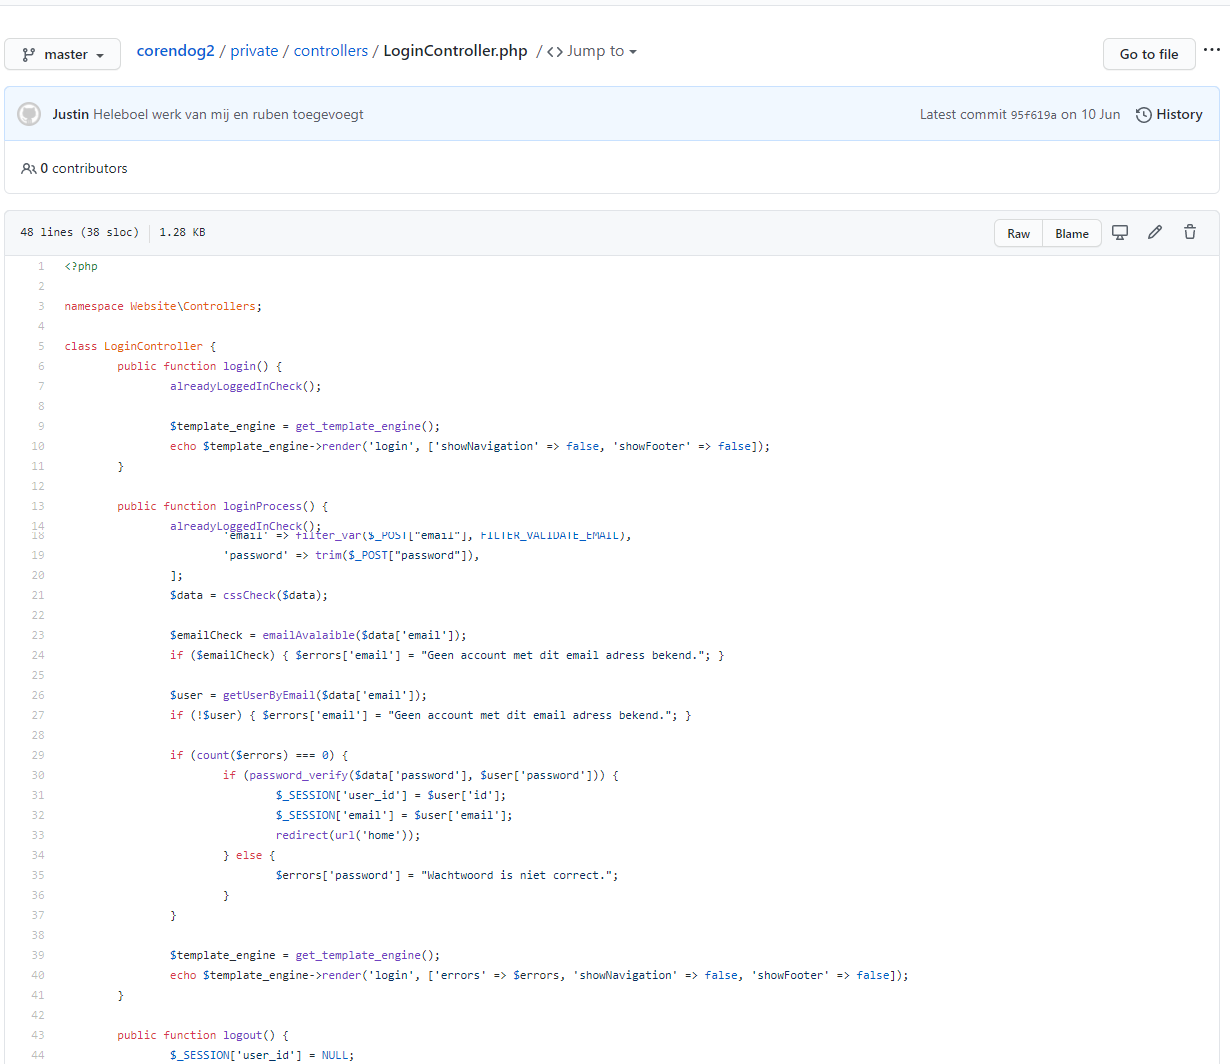 master
corendog2 / private / controllers / LoginController.php / <> Jump to
Go to file
...
Justin Heleboel werk van mij en ruben toegevoegt
Latest commit 95f619a on 10 Jun History
0 contributors
48 lines (38 sloc) 1.28 KB
Raw Blame
1 <?php
2
3 namespace Website\Controllers;
4
5 class LoginController {
6 public function login() {
7 alreadyLoggedInCheck();
8
9 $template_engine = get_template_engine();
10 echo $template_engine->render('login', ['showNavigation' => false, 'showFooter' => false]);
11 }
12
13 public function loginProcess() {
14 alreadyLoggedInCheck();
18 'email' => filter_var($_POST["email"], FILTER_VALIDATE_EMAIL),
19 'password' => trim($_POST["password"]),
20 ];
21 $data = cssCheck($data);
22
23 $emailCheck = emailAvalaible($data['email']);
24 if ($emailCheck) { $errors['email'] = "Geen account met dit email adress bekend."; }
25
26 $user = getUserByEmail($data['email']);
27 if (!$user) { $errors['email'] = "Geen account met dit email adress bekend."; }
28
29 if (count($errors) === 0) {
30 if (password_verify($data['password'], $user['password'])) {
31 $_SESSION['user_id'] = $user['id'];
32 $_SESSION['email'] = $user['email'];
33 redirect(url('home'));
34 } else {
35 $errors['password'] = "Wachtwoord is niet correct.";
36 }
37 }
38
39 $template_engine = get_template_engine();
40 echo $template_engine->render('login', ['errors' => $errors, 'showNavigation' => false, 'showFooter' => false]);
41 }
42
43 public function logout() {
44 $_SESSION['user_id'] = NULL;